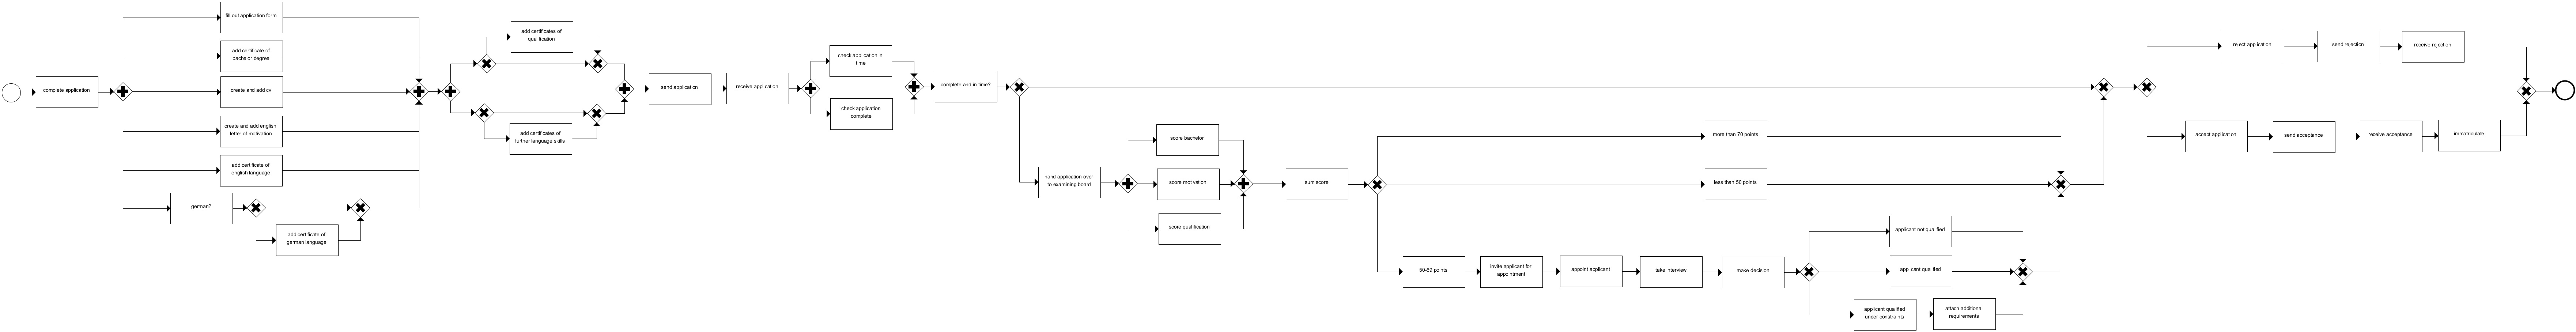 complete application
fill out application form
add certificate of
bachelor degree
create and add cv
create and add english
letter of motivation
add certificate of
english language
german?
add certificate of
german language
add certificates of
qualification
add certificates of
further language skills
send application
receive application
check application in
time
check application
complete
complete and in time?
hand application over
to examining board
score bachelor
score motivation
score qualification
sum score
more than 70 points
less than 50 points
50-69 points
invite applicant for
appointment
appoint applicant
take interview
make decision
applicant not qualified
applicant qualified
applicant qualified
under constraints
attach additional
requirements
reject application
send rejection
receive rejection
accept application
send acceptance
receive acceptance
immatriculate